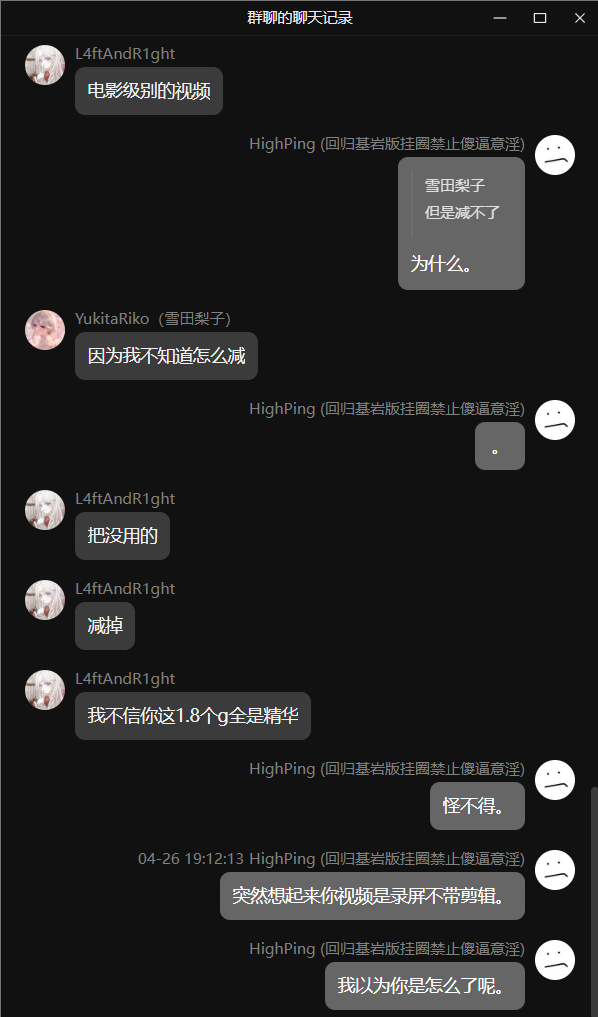 群聊的聊天记录
L4ftAndR1ght
电影级别的视频
HighPing (回归基岩版挂圈禁止傻逼意淫)
雪田梨子
但是减不了
为什么。
YukitaRiko（雪田梨子）
因为我不知道怎么减
HighPing (回归基岩版挂圈禁止傻逼意淫)
。
L4ftAndR1ght
把没用的
L4ftAndR1ght
减掉
L4ftAndR1ght
我不信你这1.8个g全是精华
HighPing (回归基岩版挂圈禁止傻逼意淫)
怪不得。
04-26 19:12:13 HighPing (回归基岩版挂圈禁止傻逼意淫)
突然想起来你视频是录屏不带剪辑。
HighPing (回归基岩版挂圈禁止傻逼意淫)
我以为你是怎么了呢。